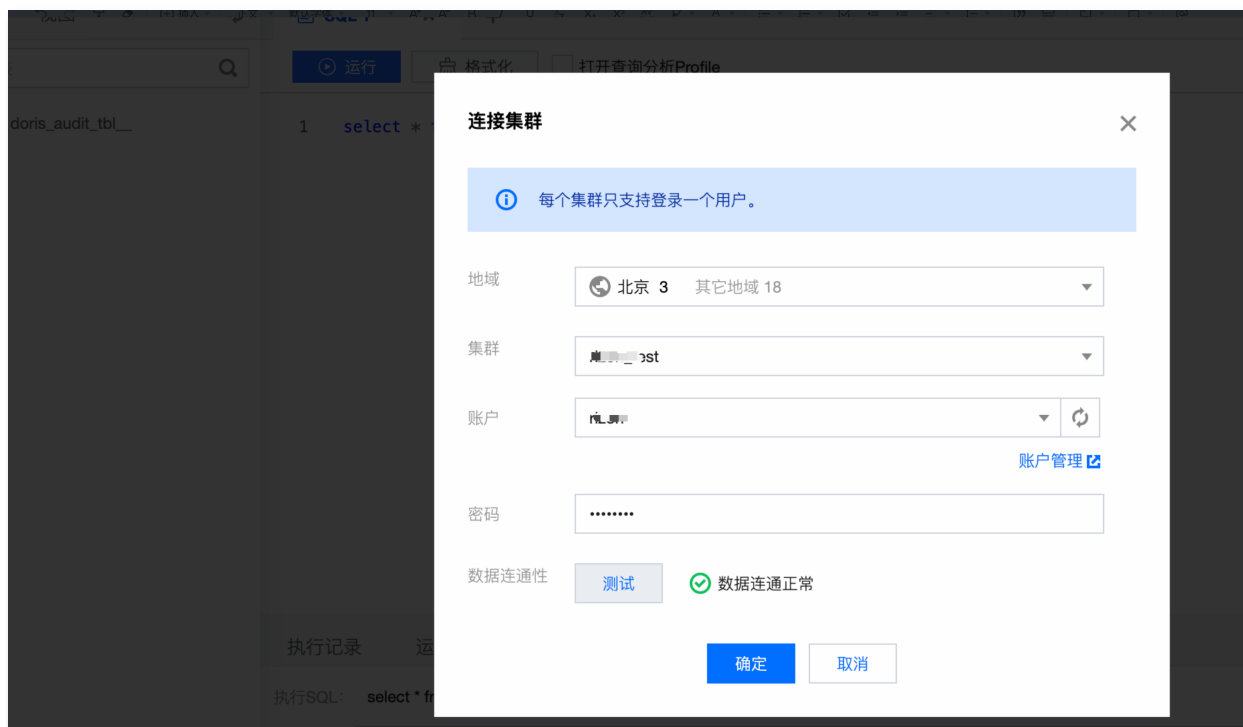 运行
格式化
打开查询分析Profile
doris_audit_tbl__
1 select *
连接集群
每个集群只支持登录一个用户。
地域
北京 3 其它地域 18
集群
账户
账户管理
密码
••••••••
数据连通性
测试
数据连通正常
确定
取消
执行记录
运
执行SQL: select * fr